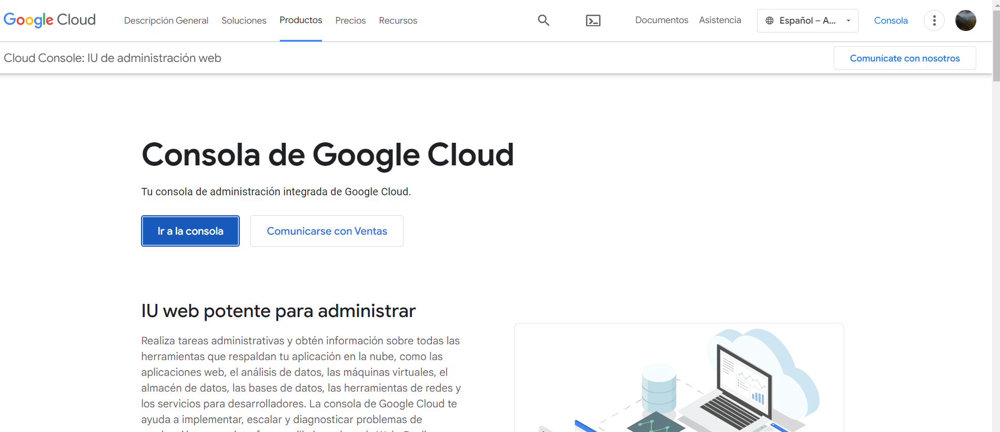 Google Cloud
Descripción General
Soluciones
Productos
Precios
Recursos
Documentos
Asistencia
Español – A...
Consola
Cloud Console: IU de administración web
Comunícate con nosotros
Consola de Google Cloud
Tu consola de administración integrada de Google Cloud.
Ir a la consola
Comunicarse con Ventas
IU web potente para administrar
Realiza tareas administrativas y obtén información sobre todas las
herramientas que respaldan tu aplicación en la nube, como las
aplicaciones web, el análisis de datos, las máquinas virtuales, el
almacén de datos, las bases de datos, las herramientas de redes y
los servicios para desarrolladores. La consola de Google Cloud te
ayuda a implementar, escalar y diagnosticar problemas de